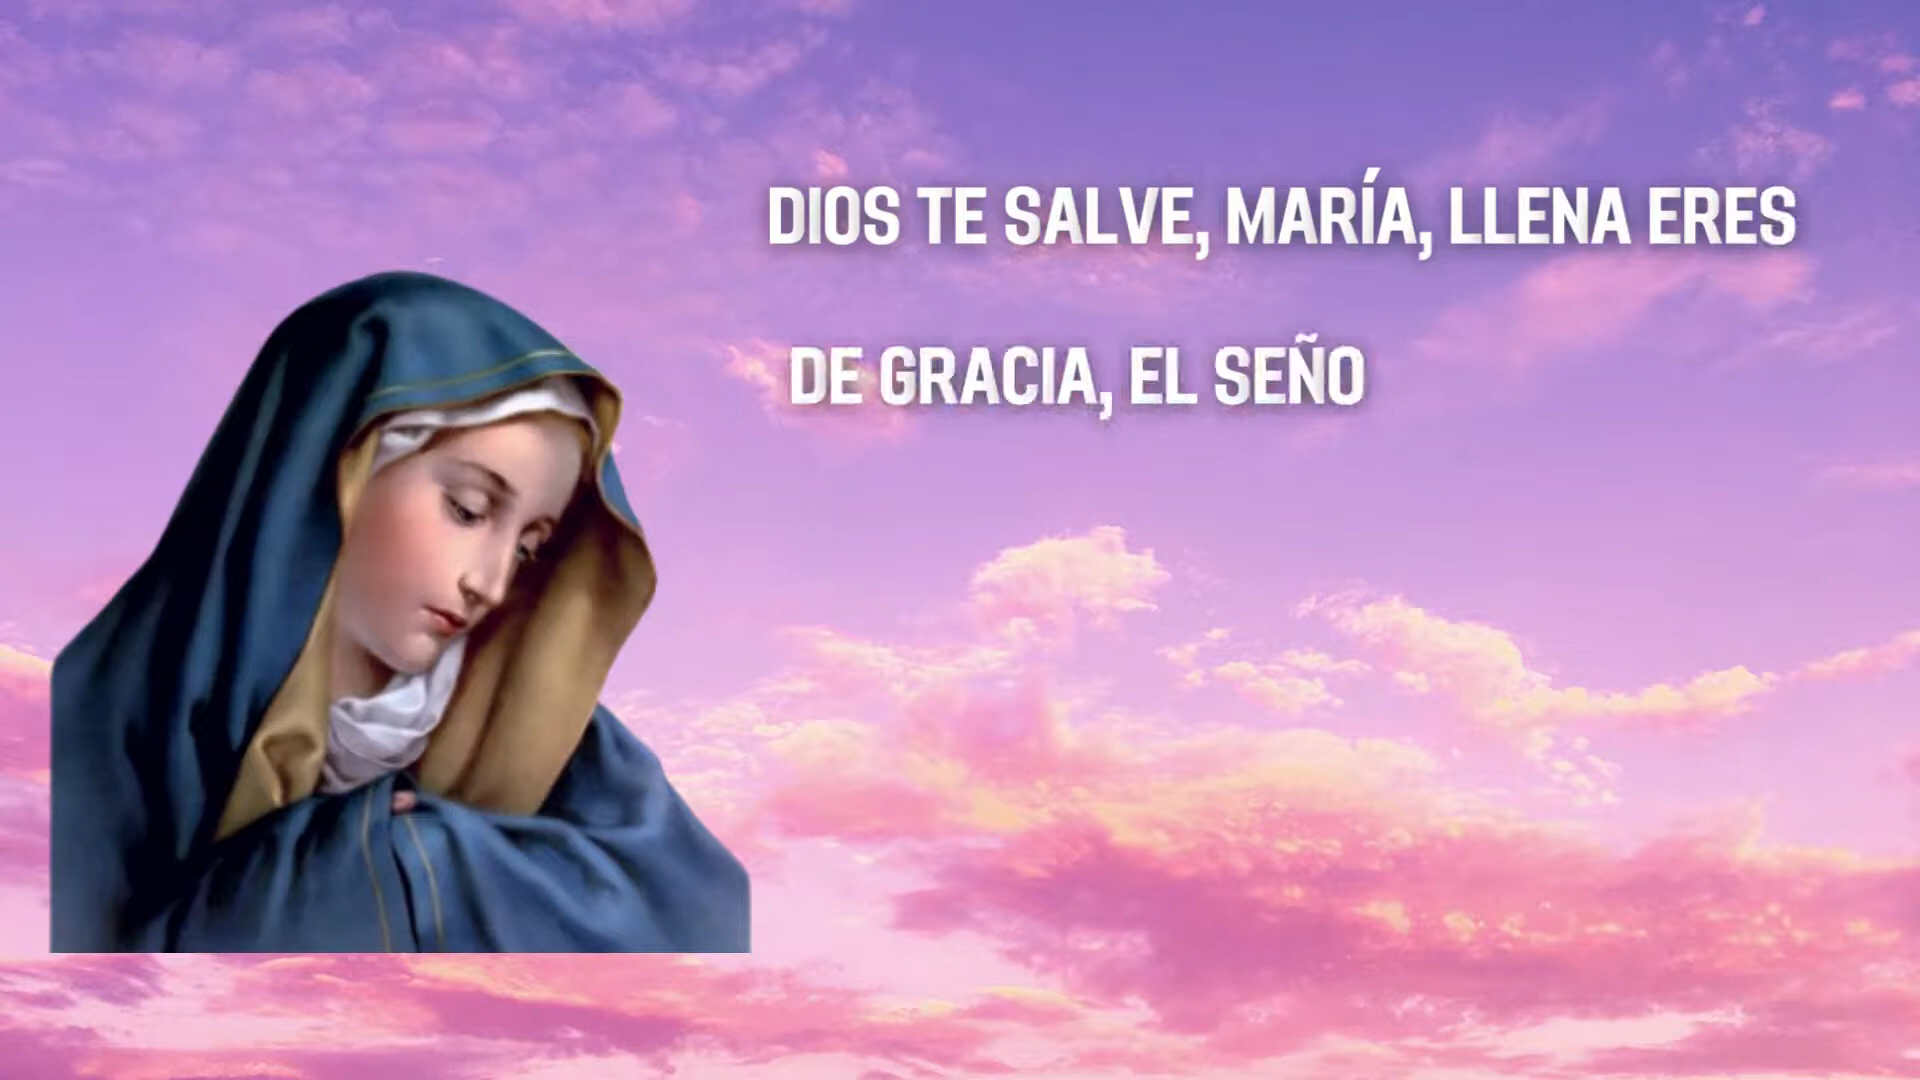 DIOS TE SALVE, MARÍA, LLENA ERES
DE GRACIA, EL SEÑO